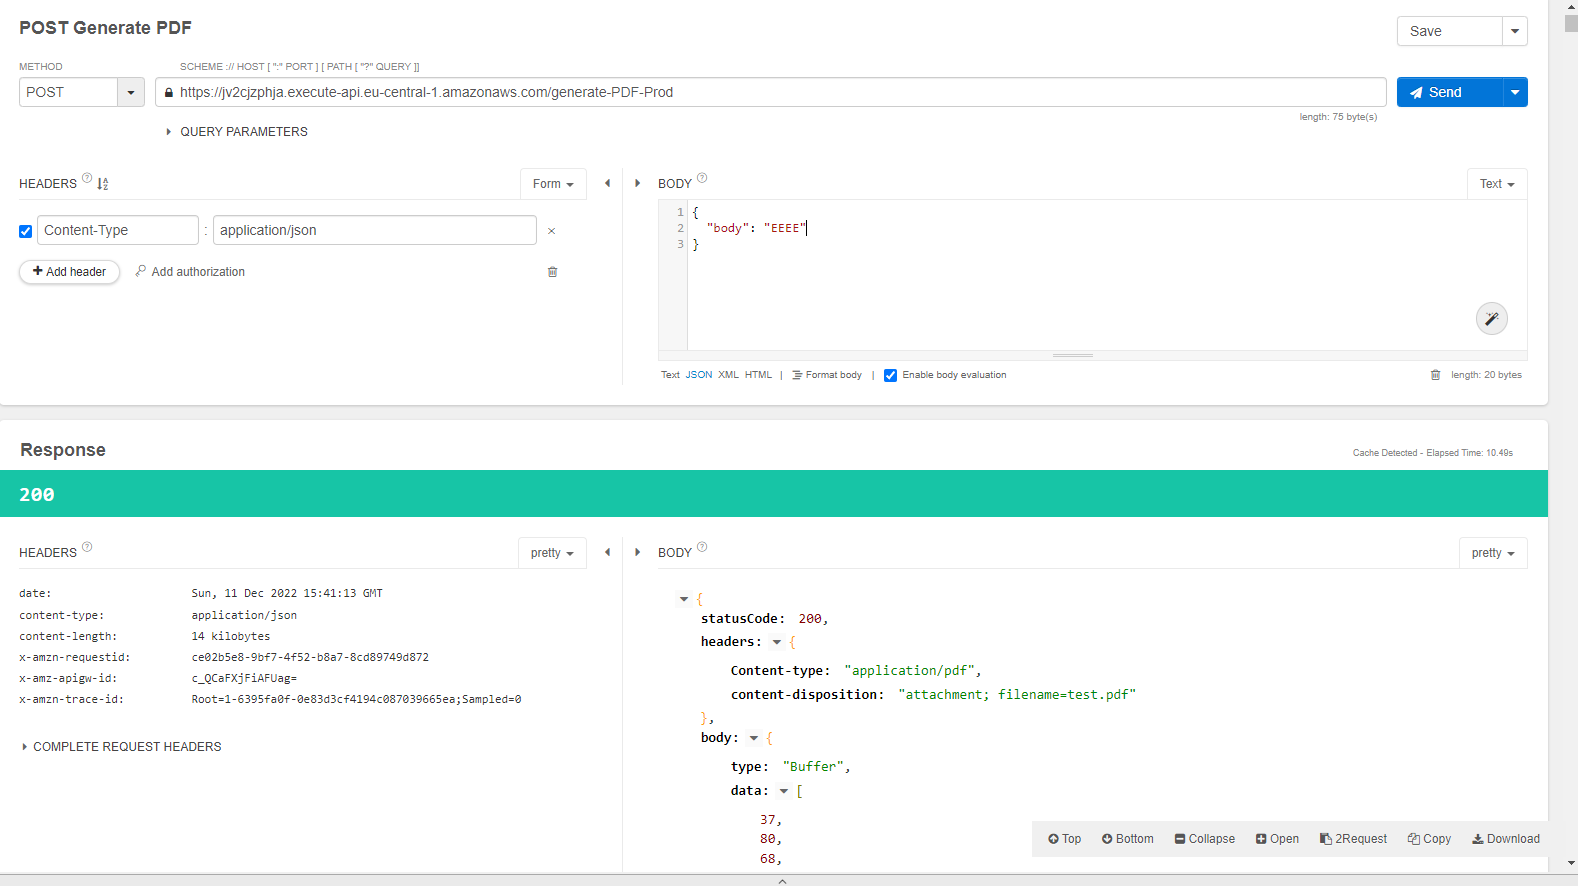 POST Generate PDF
Save
METHOD
SCHEME :// HOST [ ":" PORT ] [ PATH [ "?" QUERY ]]
POST
https://jv2cjzphja.execute-api.eu-central-1.amazonaws.com/generate-PDF-Prod
Send
length: 75 byte(s)
QUERY PARAMETERS
HEADERS ?
Form
BODY ?
Text
Content-Type : application/json ×
+ Add header
Add authorization
1 {
2 "body": "EEEE"
3 }
Text JSON XML HTML | Format body | Enable body evaluation
length: 20 bytes
Response
Cache Detected - Elapsed Time: 10.49s
200
HEADERS ?
pretty
BODY ?
pretty
date: Sun, 11 Dec 2022 15:41:13 GMT
content-type: application/json
content-length: 14 kilobytes
x-amzn-requestid: ce02b5e8-9bf7-4f52-b8a7-8cd89749d872
x-amz-apigw-id: c_QCaFXjFiAFUag=
x-amzn-trace-id: Root=1-6395fa0f-0e83d3cf4194c087039665ea;Sampled=0
COMPLETE REQUEST HEADERS
{
statusCode: 200,
headers: {
Content-type: "application/pdf",
content-disposition: "attachment; filename=test.pdf"
},
body: {
type: "Buffer",
data: [
37,
80,
68,
Top Bottom Collapse Open 2Request Copy Download